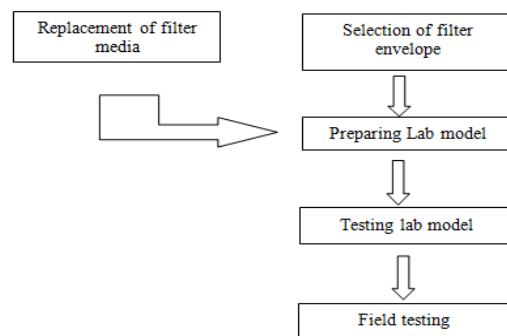 Replacement of filter
media
Selection of filter
envelope
Preparing Lab model
Testing lab model
Field testing